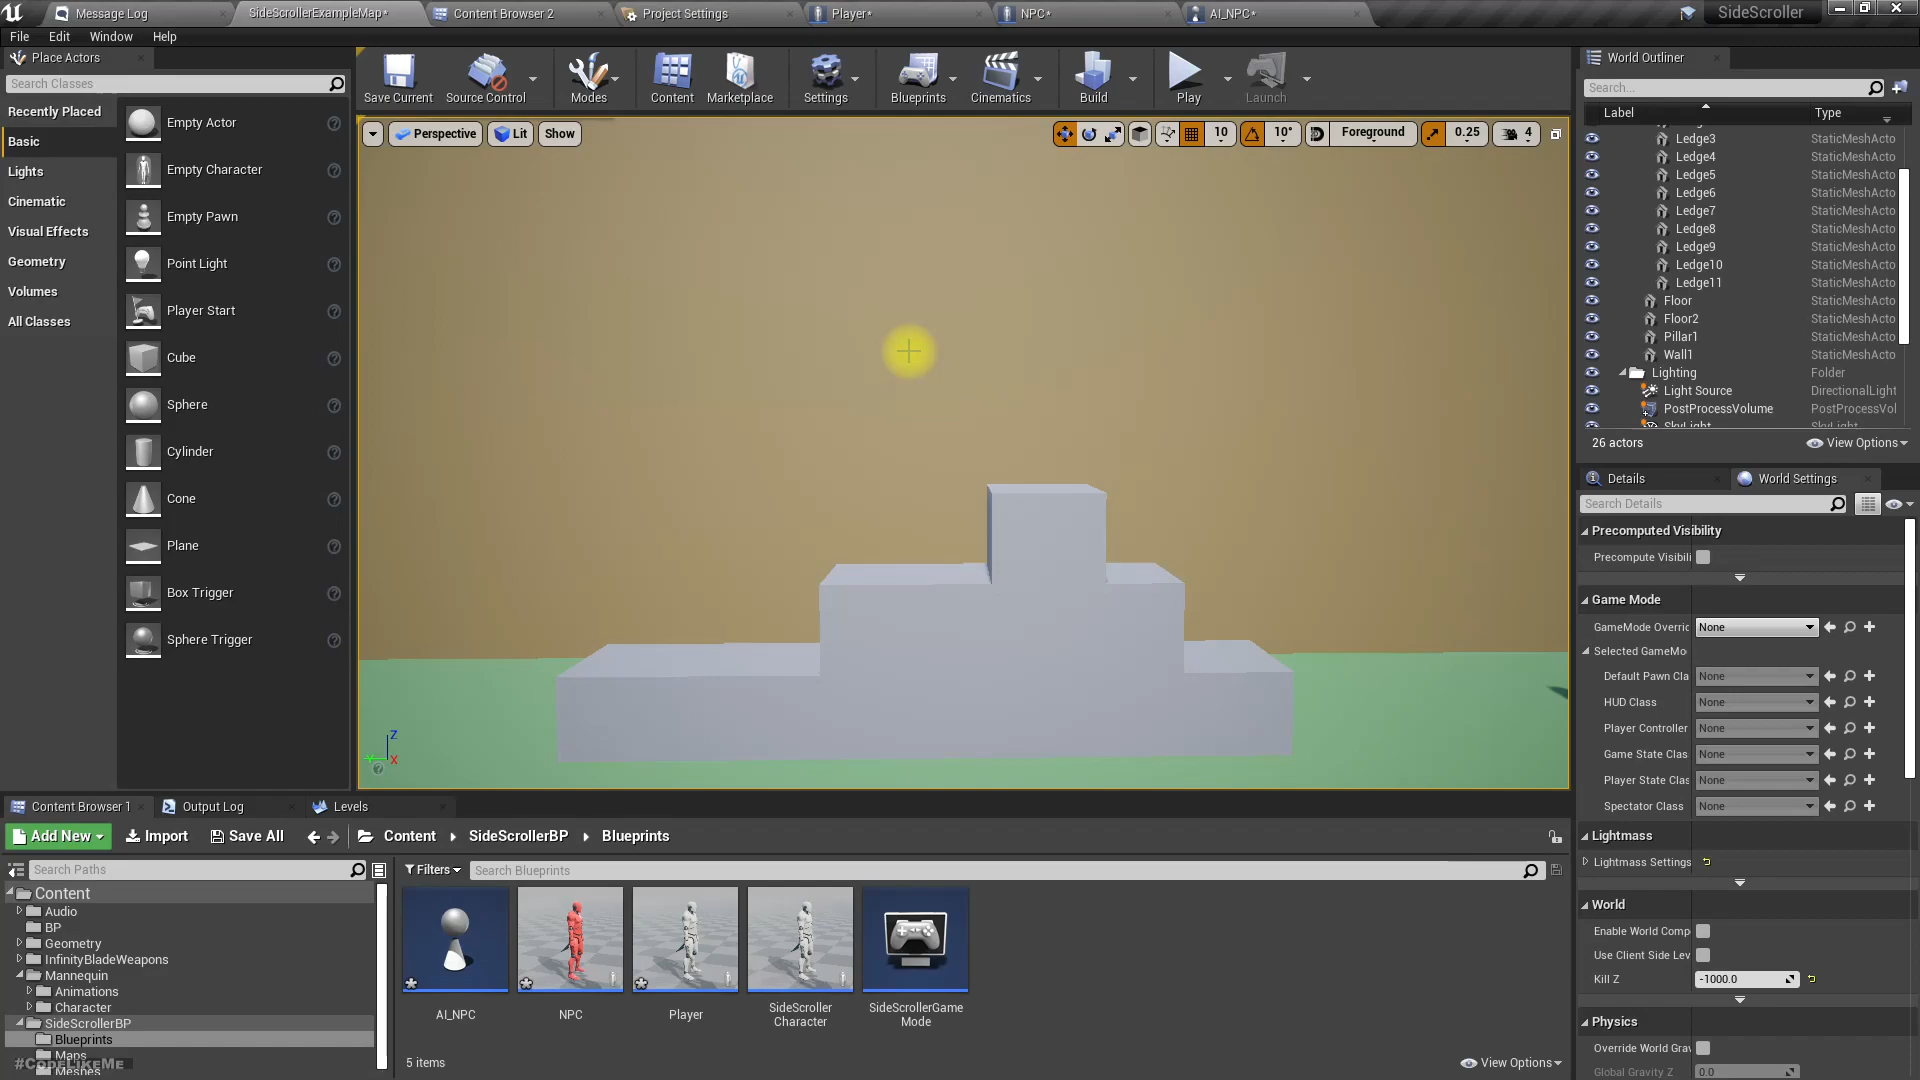 Message Log
SideScrollerExampleMap*
Content Browser 2
Project Settings
Player*
NPC*
AI_NPC*
SideScroller
File Edit Window Help
Place Actors
Search Classes
Recently Placed
Basic
Lights
Cinematic
Visual Effects
Geometry
Volumes
All Classes
Empty Actor
Empty Character
Empty Pawn
Point Light
Player Start
Cube
Sphere
Cylinder
Cone
Plane
Box Trigger
Sphere Trigger
Save Current
Source Control
Modes
Content
Marketplace
Settings
Blueprints
Cinematics
Build
Play
Launch
Perspective
Lit
Show
10
10°
Foreground
0.25
4
Z
X
World Outliner
Search...
Label Type
Ledge3 StaticMeshActo
Ledge4 StaticMeshActo
Ledge5 StaticMeshActo
Ledge6 StaticMeshActo
Ledge7 StaticMeshActo
Ledge8 StaticMeshActo
Ledge9 StaticMeshActo
Ledge10 StaticMeshActo
Ledge11 StaticMeshActo
Floor StaticMeshActo
Floor2 StaticMeshActo
Pillar1 StaticMeshActo
Wall1 StaticMeshActo
Lighting Folder
Light Source DirectionalLight
PostProcessVolume PostProcessVol
SkyLight SkyLight
26 actors
View Options
Details
World Settings
Search Details
Precomputed Visibility
Precompute Visibili
Game Mode
GameMode Overric None
Selected GameMo
Default Pawn Cla None
HUD Class None
Player Controller None
Game State Clas None
Player State Clas None
Spectator Class None
Lightmass
Lightmass Settings
World
Enable World Comp
Use Client Side Lev
Kill Z -1000.0
Physics
Override World Grav
Global Gravity Z 0.0
Content Browser 1
Output Log
Levels
Add New
Import
Save All
Content
SideScrollerBP
Blueprints
Search Paths
Filters
Search Blueprints
Content
Audio
BP
Geometry
InfinityBladeWeapons
Mannequin
Animations
Character
SideScrollerBP
Blueprints
Maps
Meshes
#CodeLikeMe
AI_NPC
NPC
Player
SideScroller
Character
SideScrollerGame
Mode
5 items
View Options